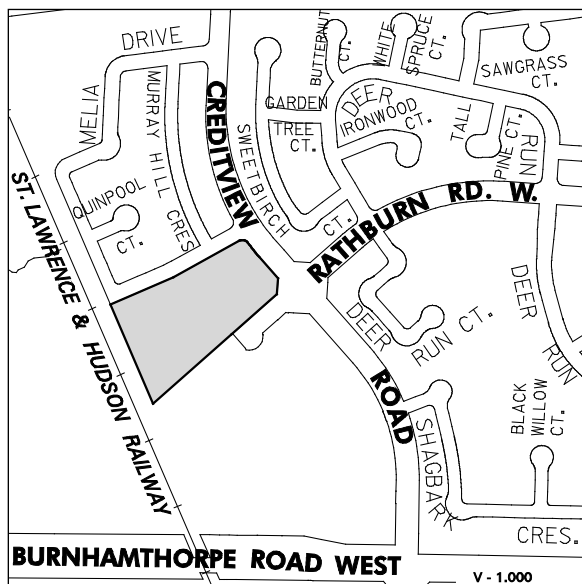 DRIVE
MELIA
MURRAY HILL CRES
QUINPOOL
CT.
CREDITVIEW
SWEETBIRCH
CT.
BUTTERNUT
CT.
WHITE
SPRUCE
CT.
SAWGRASS
CT.
GARDEN
TREE
CT.
DEER
RUN
IRONWOOD
CT.
TALL
PINE CT.
RATHBURN RD. W.
ST. LAWRENCE & HUDSON RAILWAY
DEER
RUN CT.
DEER
RUN
ROAD
BLACK
WILLOW
CT.
SHAGBARK
CRES.
BURNHAMTHORPE ROAD WEST
V - 1.000